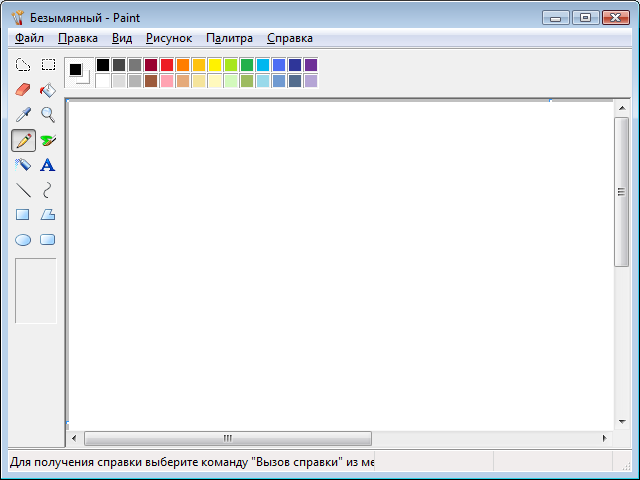 Безымянный - Paint
Файл Правка Вид Рисунок Палитра Справка
A
Для получения справки выберите команду "Вызов справки" из ме